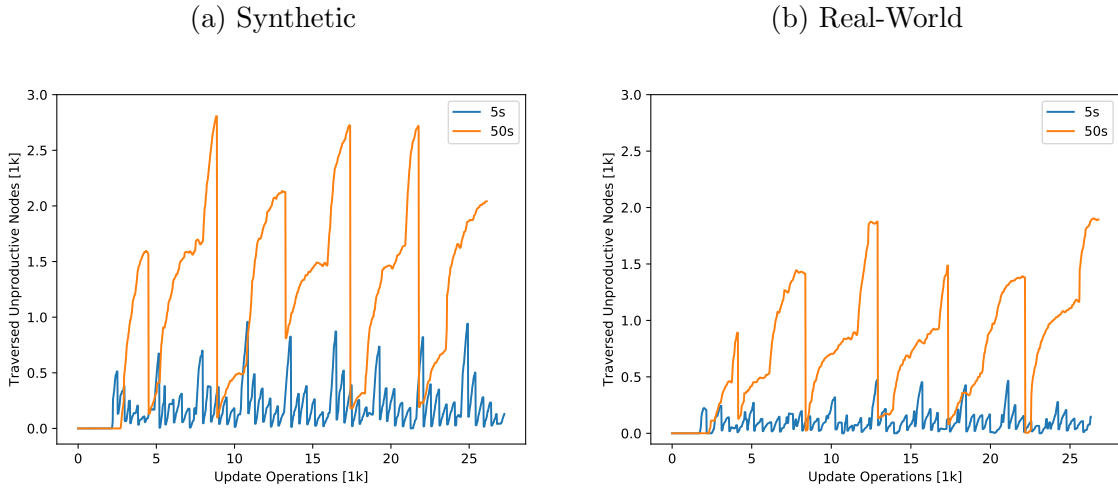 (a) Synthetic
3.0
2.5
2.0
1.5
1.0
0.5
0.0
Traversed Unproductive Nodes [1k]
5s
50s
0 5 10 15 20 25
Update Operations [1k]
(b) Real-World
3.0
2.5
2.0
1.5
1.0
0.5
0.0
Traversed Unproductive Nodes [1k]
5s
50s
0 5 10 15 20 25
Update Operations [1k]